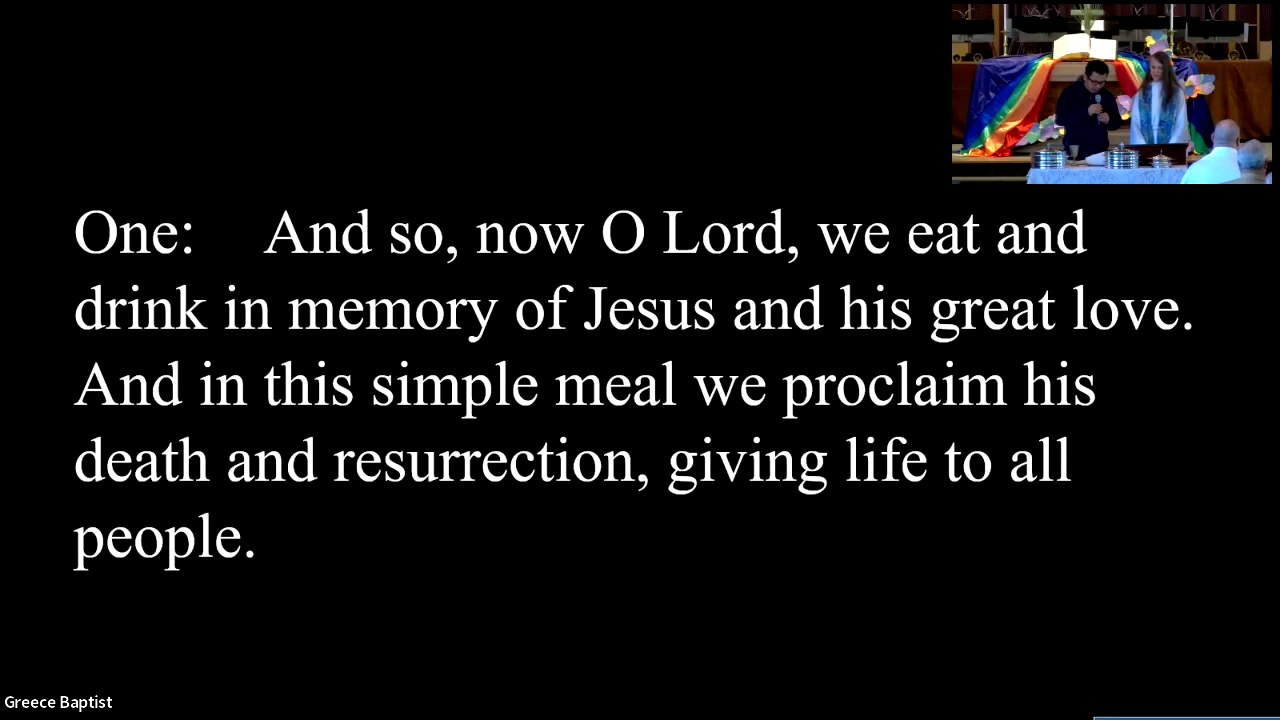 One: And so, now O Lord, we eat and
drink in memory of Jesus and his great love.
And in this simple meal we proclaim his
death and resurrection, giving life to all
people.
Greece Baptist